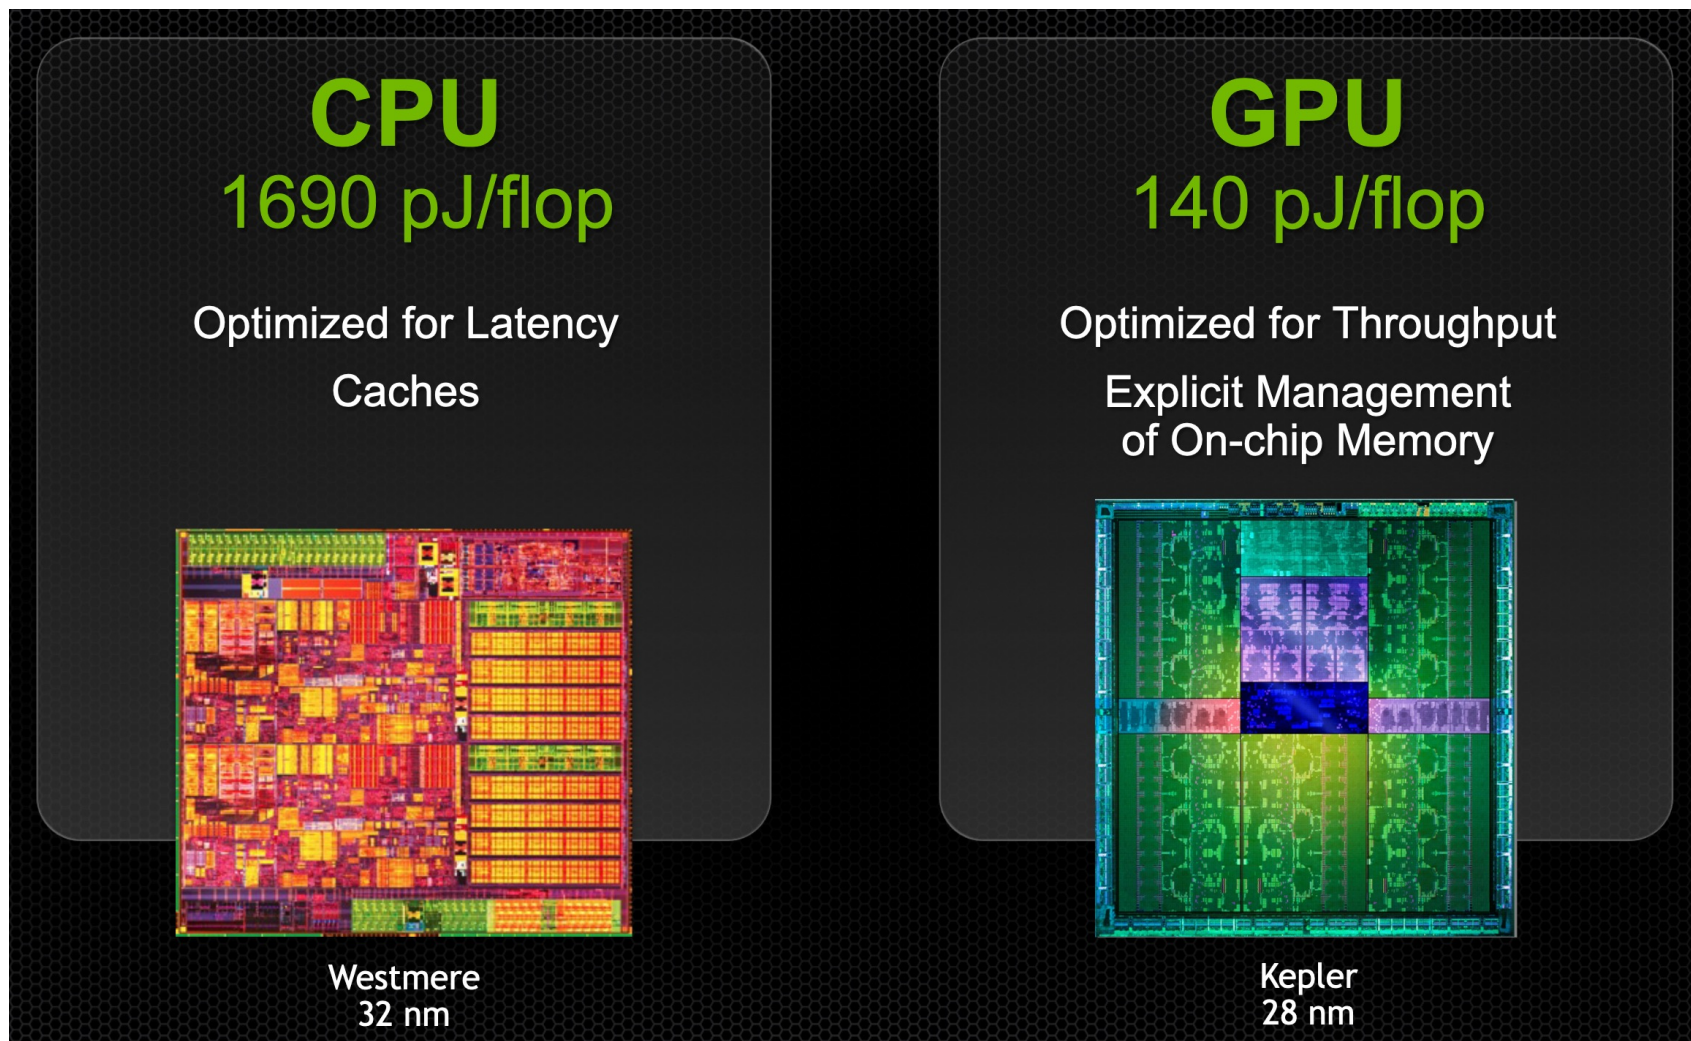 CPU
1690 pJ/flop
Optimized for Latency
Caches
Westmere
32 nm
GPU
140 pJ/flop
Optimized for Throughput
Explicit Management
of On-chip Memory
Kepler
28 nm